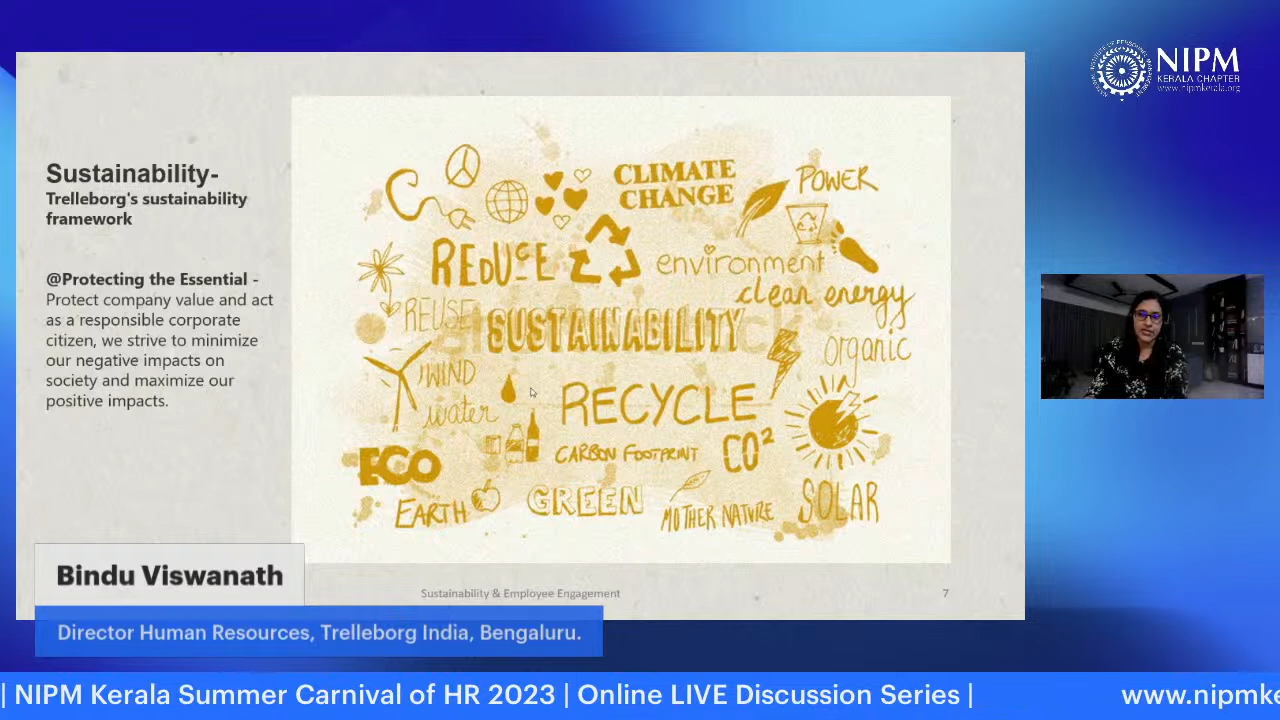 NIPM
KERALA CHAPTER
www.nipmkerala.org
Sustainability-
Trelleborg's sustainability
framework
@Protecting the Essential -
Protect company value and act
as a responsible corporate
citizen, we strive to minimize
our negative impacts on
society and maximize our
positive impacts.
CLIMATE
CHANGE
POWER
REDUCE
environment
clean energy
REUSE
SUSTAINABILITY
organic
WIND
water
RECYCLE
ECO
CARBON FOOTPRINT
CO²
EARTH
GREEN
MOTHER NATURE
SOLAR
Bindu Viswanath
Sustainability & Employee Engagement
7
Director Human Resources, Trelleborg India, Bengaluru.
| NIPM Kerala Summer Carnival of HR 2023 | Online LIVE Discussion Series | www.nipmke